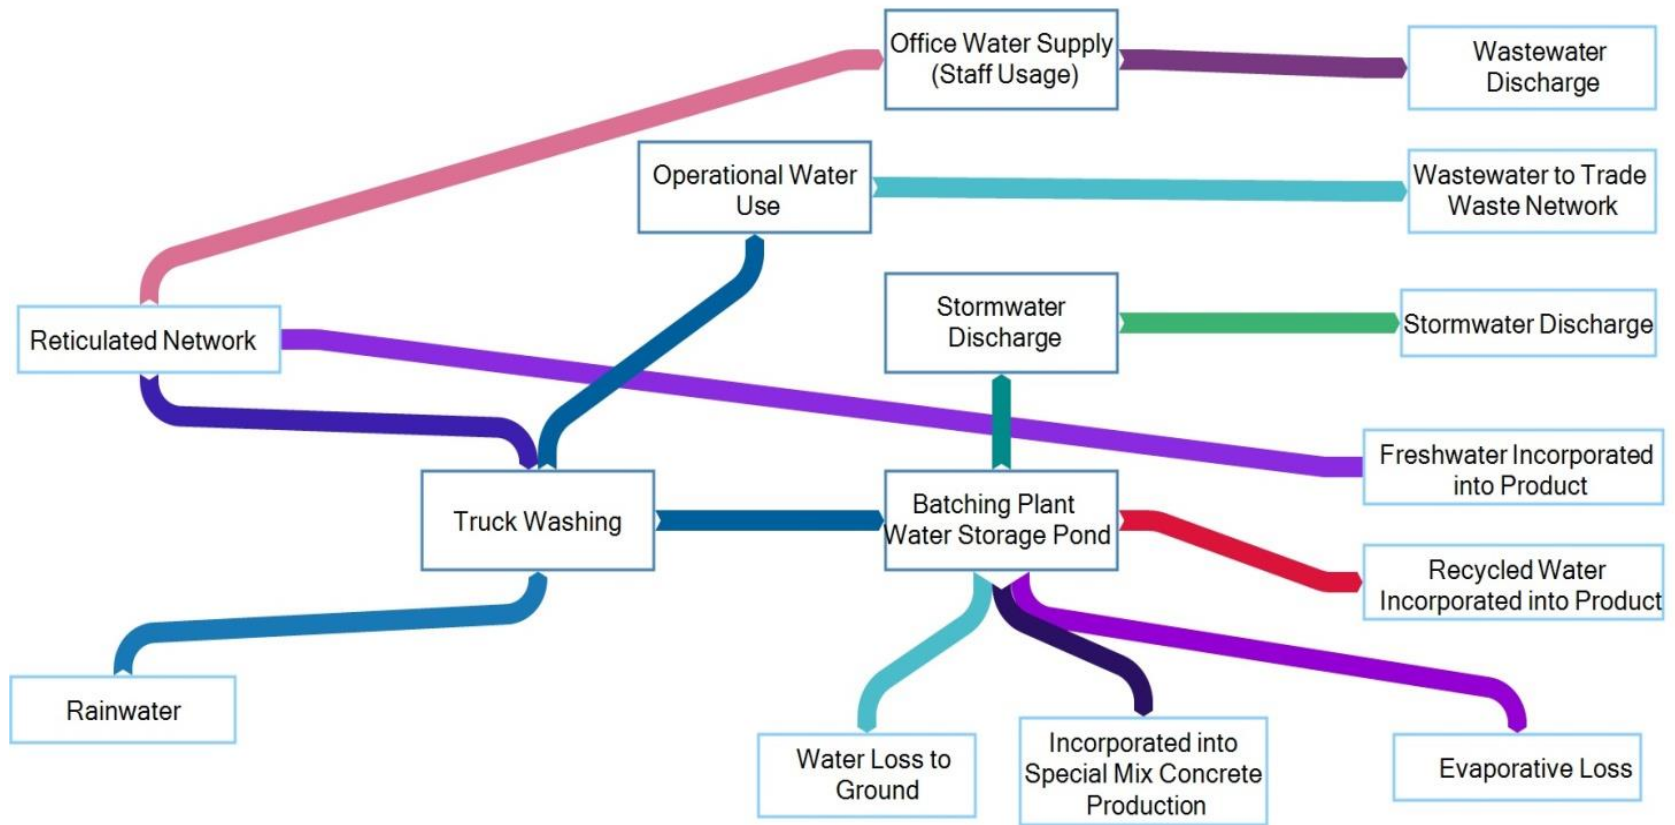 Office Water Supply
(Staff Usage)
Wastewater
Discharge
Operational Water
Use
Wastewater to Trade
Waste Network
Reticulated Network
Stormwater
Discharge
Stormwater Discharge
Freshwater Incorporated
into Product
Truck Washing
Batching Plant
Water Storage Pond
Recycled Water
Incorporated into Product
Rainwater
Water Loss to
Ground
Incorporated into
Special Mix Concrete
Production
Evaporative Loss